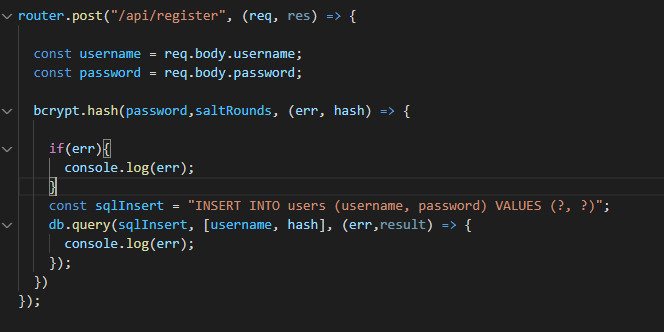 router.post("/api/register", (req, res) => {
const username = req.body.username;
const password = req.body.password;
bcrypt.hash(password,saltRounds, (err, hash) => {
if(err){
console.log(err);
}
const sqlInsert = "INSERT INTO users (username, password) VALUES (?, ?)";
db.query(sqlInsert, [username, hash], (err,result) => {
console.log(err);
});
})
});